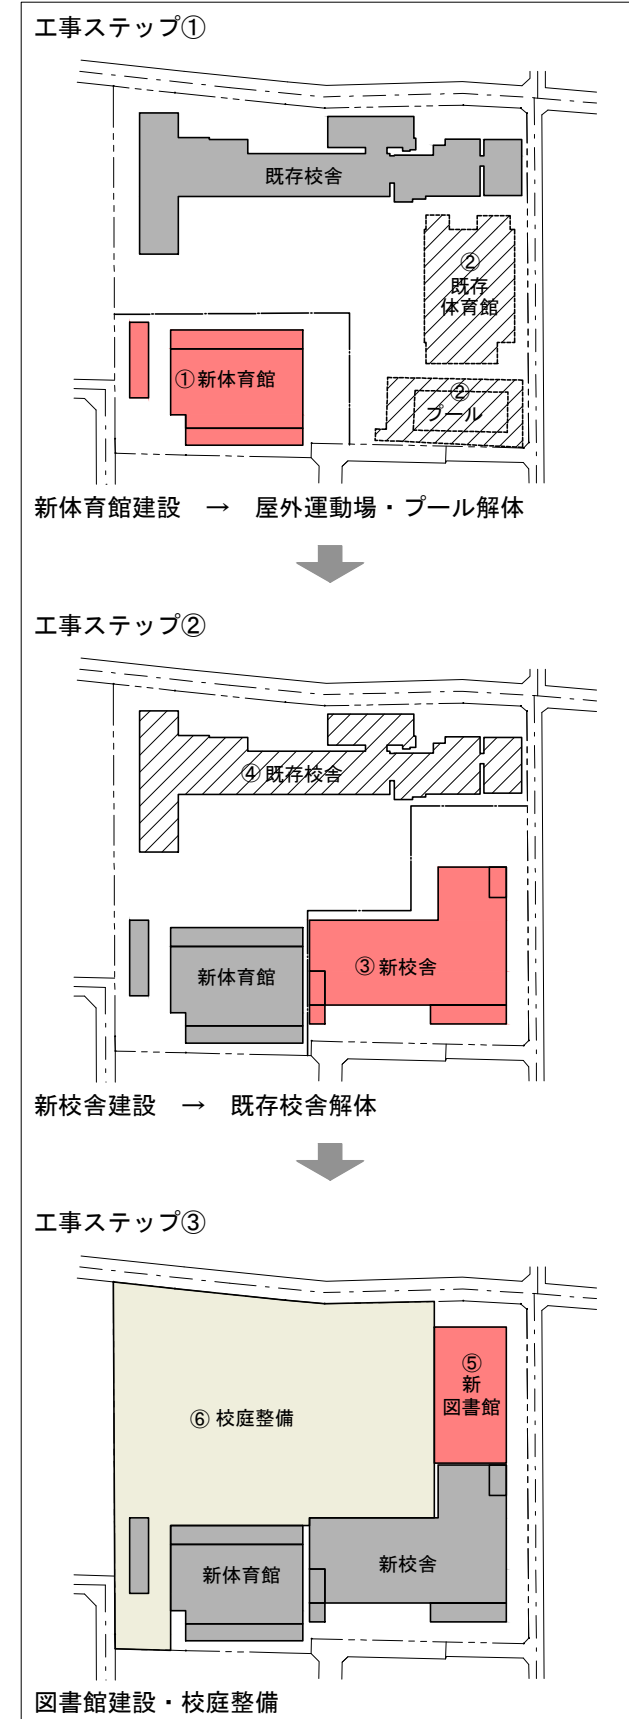 工事ステップ①
既存校舎
②
既存
体育館
①新体育館
②
プール
新体育館建設　→　屋外運動場・プール解体
工事ステップ②
④既存校舎
新体育館
③新校舎
新校舎建設　→　既存校舎解体
工事ステップ③
⑤
新
図書館
⑥校庭整備
新体育館
新校舎
図書館建設・校庭整備